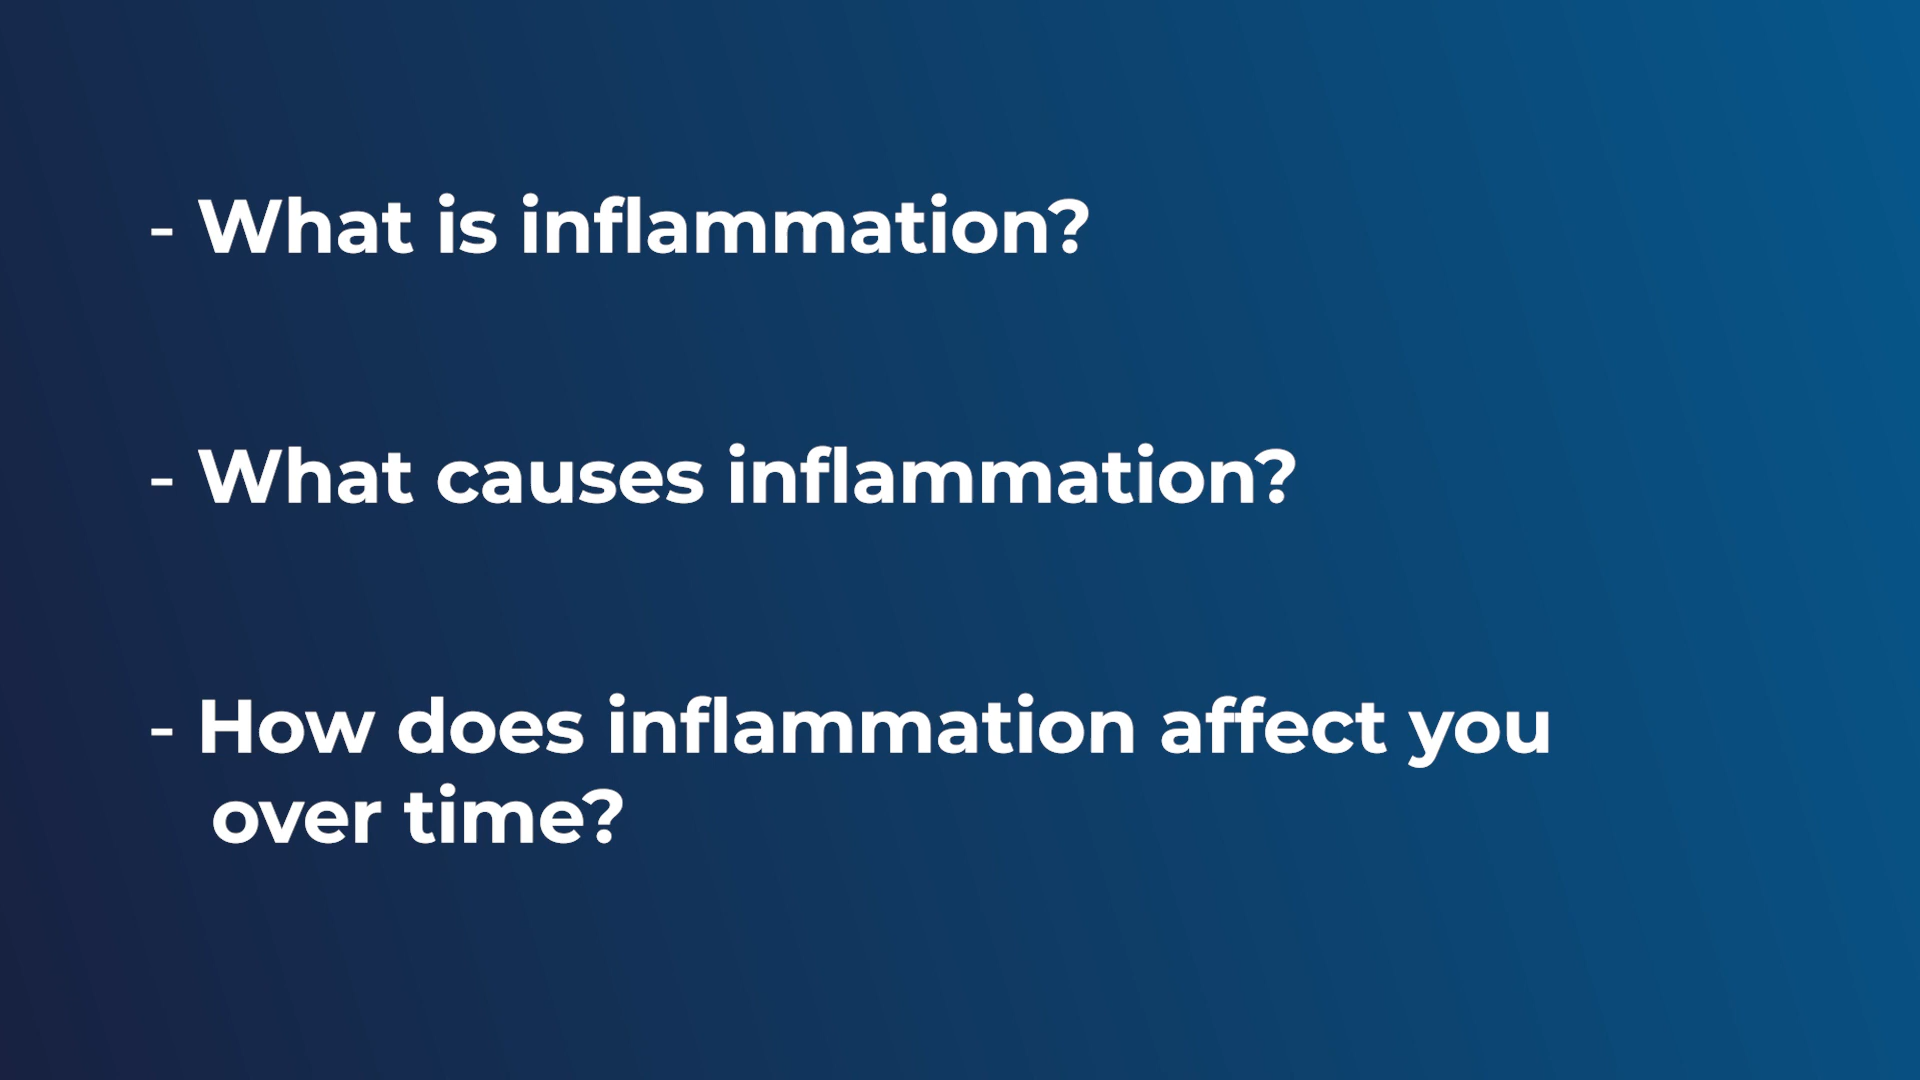 - What is inflammation?
- What causes inflammation?
- How does inflammation affect you
over time?